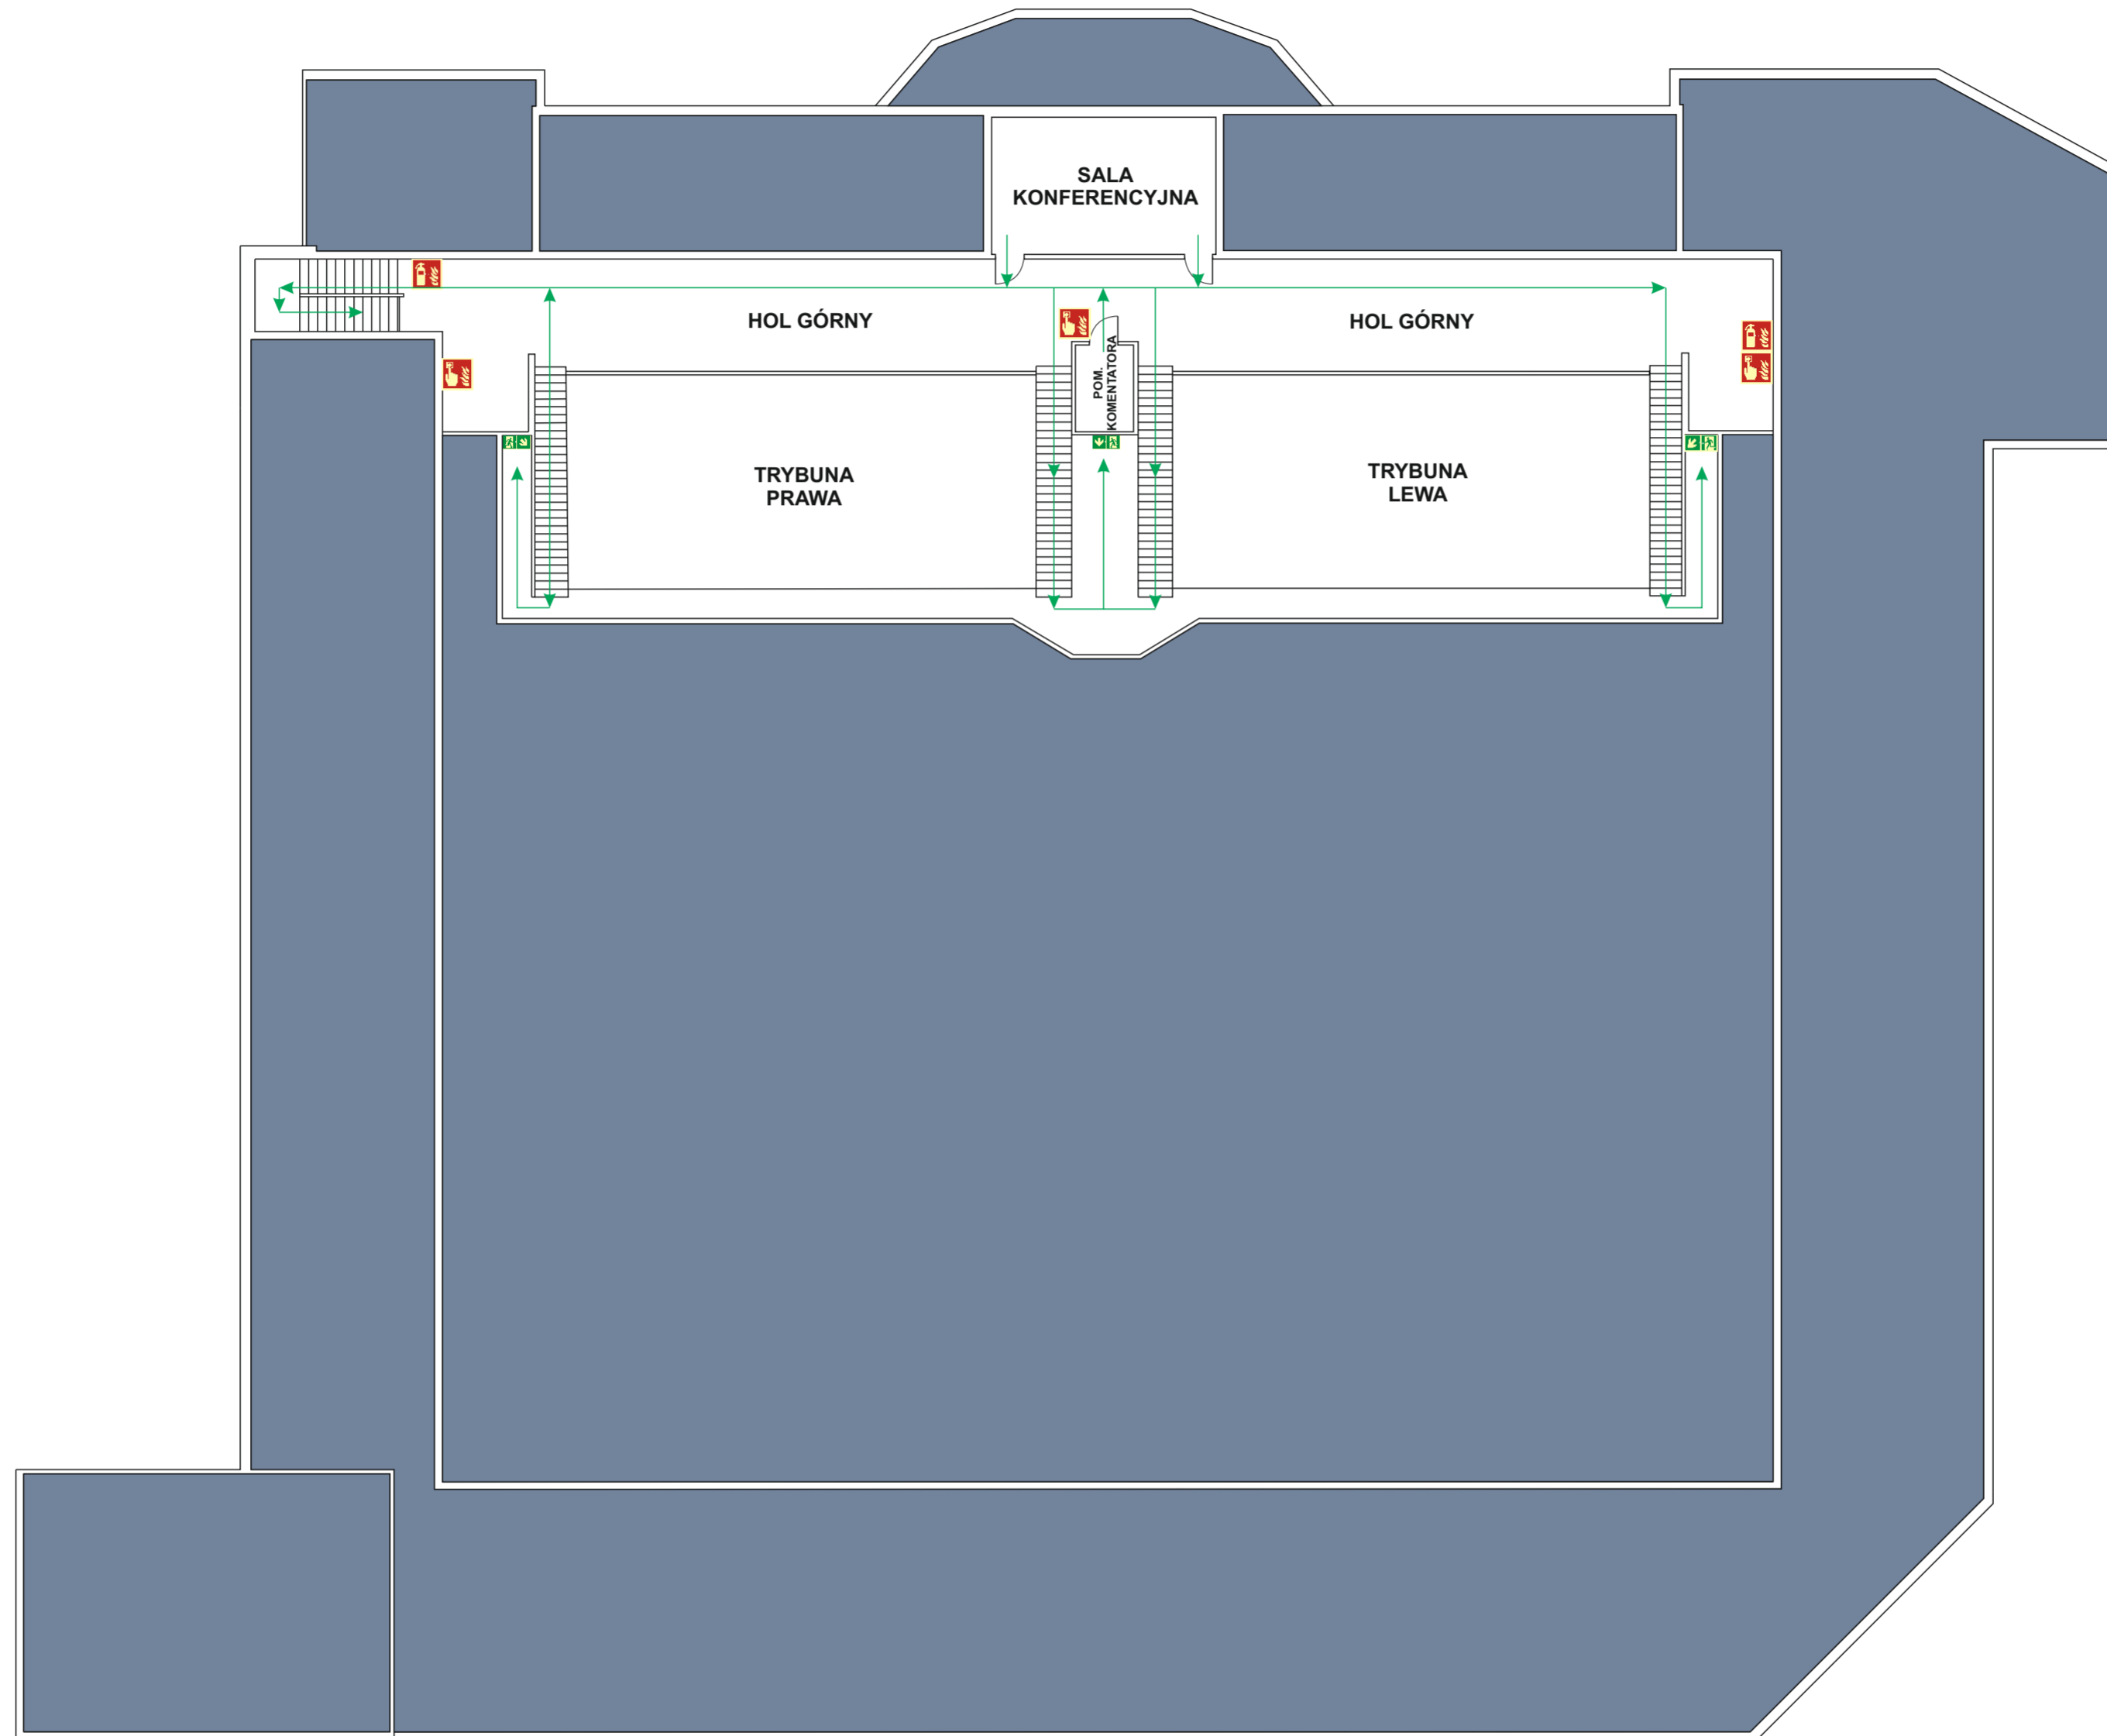 SALA
KONFERENCYJNA
HOL GÓRNY
HOL GÓRNY
POM.
KOMENTATORA
TRYBUNA
PRAWA
TRYBUNA
LEWA